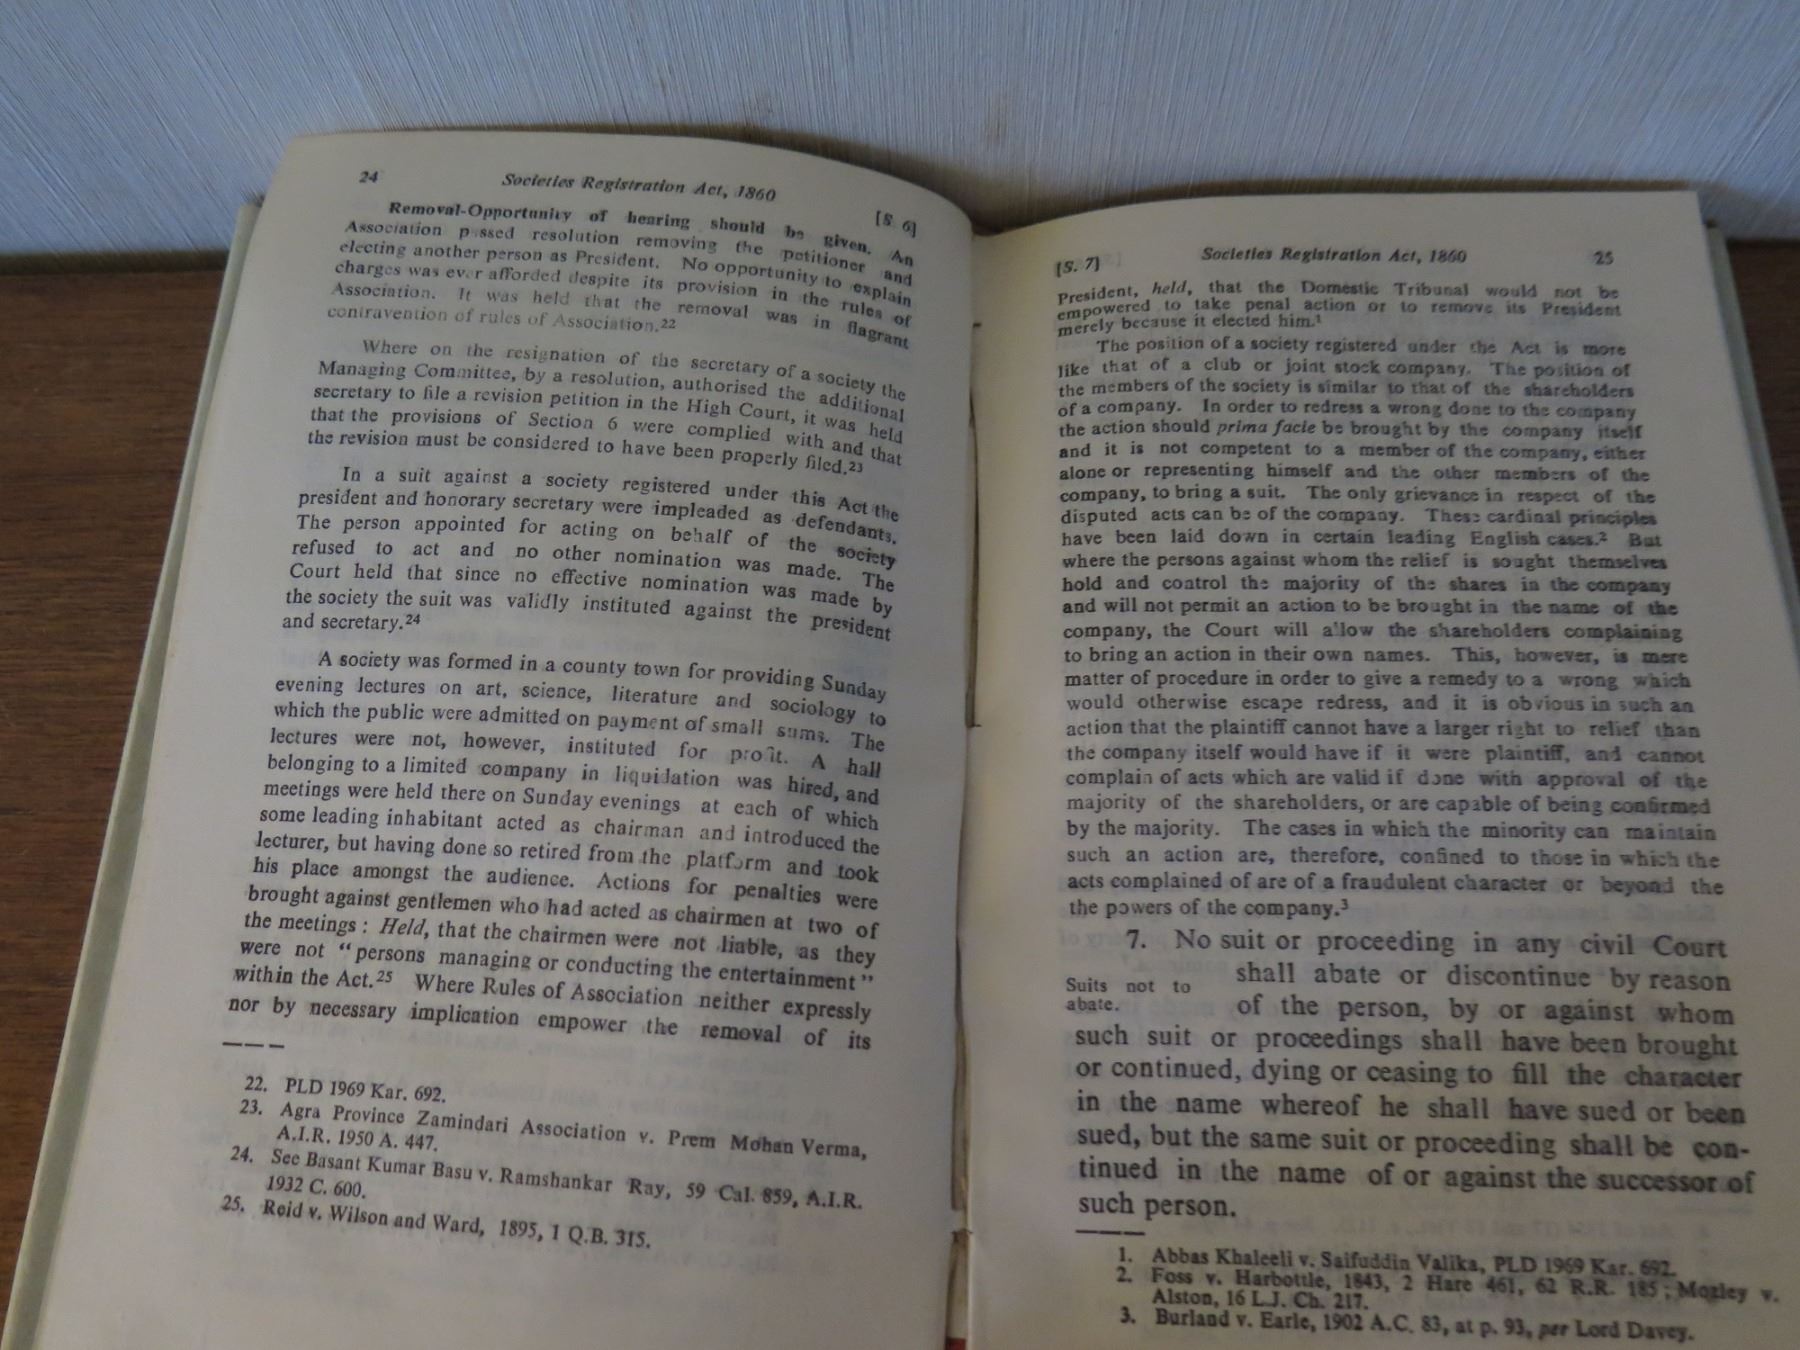 24
Societies Registration Act, 1860
[S. 6]
Removal-Opportunity of hearing should be given. An
Association passed resolution removing the petitioner and
electing another person as President. No opportunity to explain
charges was ever afforded despite its provision in the rules of
Association. It was held that the removal was in flagrant
contravention of rules of Association.22
Where on the resignation of the secretary of a society the
Managing Committee, by a resolution, authorised the additional
secretary to file a revision petition in the High Court, it was held
that the provisions of Section 6 were complied with and that
the revision must be considered to have been properly filed.23
In a suit against a society registered under this Act the
president and honorary secretary were impleaded as defendants.
The person appointed for acting on behalf of the society
refused to act and no other nomination was made. The
Court held that since no effective nomination was made by
the society the suit was validly instituted against the president
and secretary.24
A society was formed in a county town for providing Sunday
evening lectures on art, science, literature and sociology to
which the public were admitted on payment of small sums. The
lectures were not, however, instituted for profit. A hall
belonging to a limited company in liquidation was hired, and
meetings were held there on Sunday evenings at each of which
some leading inhabitant acted as chairman and introduced the
lecturer, but having done so retired from the platform and took
his place amongst the audience. Actions for penalties were
brought against gentlemen who had acted as chairmen at two of
the meetings : Held, that the chairmen were not liable, as they
were not "persons managing or conducting the entertainment"
within the Act.25 Where Rules of Association neither expressly
nor by necessary implication empower the removal of its
22. PLD 1969 Kar. 692.
23. Agra Province Zamindari Association v. Prem Mohan Verma,
A.I.R. 1950 A. 447.
24. See Basant Kumar Basu v. Ramshankar Ray, 59 Cal. 859, A.I.R.
1932 C. 600.
25. Reid v. Wilson and Ward, 1895, 1 Q.B. 315.
[S. 7]
Societies Registration Act, 1860
25
President, held, that the Domestic Tribunal would not be
empowered to take penal action or to remove its President
merely because it elected him.1
The position of a society registered under the Act is more
like that of a club or joint stock company. The position of
the members of the society is similar to that of the shareholders
of a company. In order to redress a wrong done to the company
the action should prima facie be brought by the company itself
and it is not competent to a member of the company, either
alone or representing himself and the other members of the
company, to bring a suit. The only grievance in respect of the
disputed acts can be of the company. These cardinal principles
have been laid down in certain leading English cases.2 But
where the persons against whom the relief is sought themselves
hold and control the majority of the shares in the company
and will not permit an action to be brought in the name of the
company, the Court will allow the shareholders complaining
to bring an action in their own names. This, however, is mere
matter of procedure in order to give a remedy to a wrong which
would otherwise escape redress, and it is obvious in such an
action that the plaintiff cannot have a larger right to relief than
the company itself would have if it were plaintiff, and cannot
complain of acts which are valid if done with approval of the
majority of the shareholders, or are capable of being confirmed
by the majority. The cases in which the minority can maintain
such an action are, therefore, confined to those in which the
acts complained of are of a fraudulent character or beyond the
the powers of the company.3
7. No suit or proceeding in any civil Court
Suits not to shall abate or discontinue by reason
abate. of the person, by or against whom
such suit or proceedings shall have been brought
or continued, dying or ceasing to fill the character
in the name whereof he shall have sued or been
sued, but the same suit or proceeding shall be con-
tinued in the name of or against the successor of
such person.
1. Abbas Khaleeli v. Saifuddin Valika, PLD 1969 Kar. 692.
2. Foss v. Harbottle, 1843, 2 Hare 461, 62 R.R. 185 ; Mozley v.
Alston, 16 L.J. Ch. 217.
3. Burland v. Earle, 1902 A.C. 83, at p. 93, per Lord Davey.